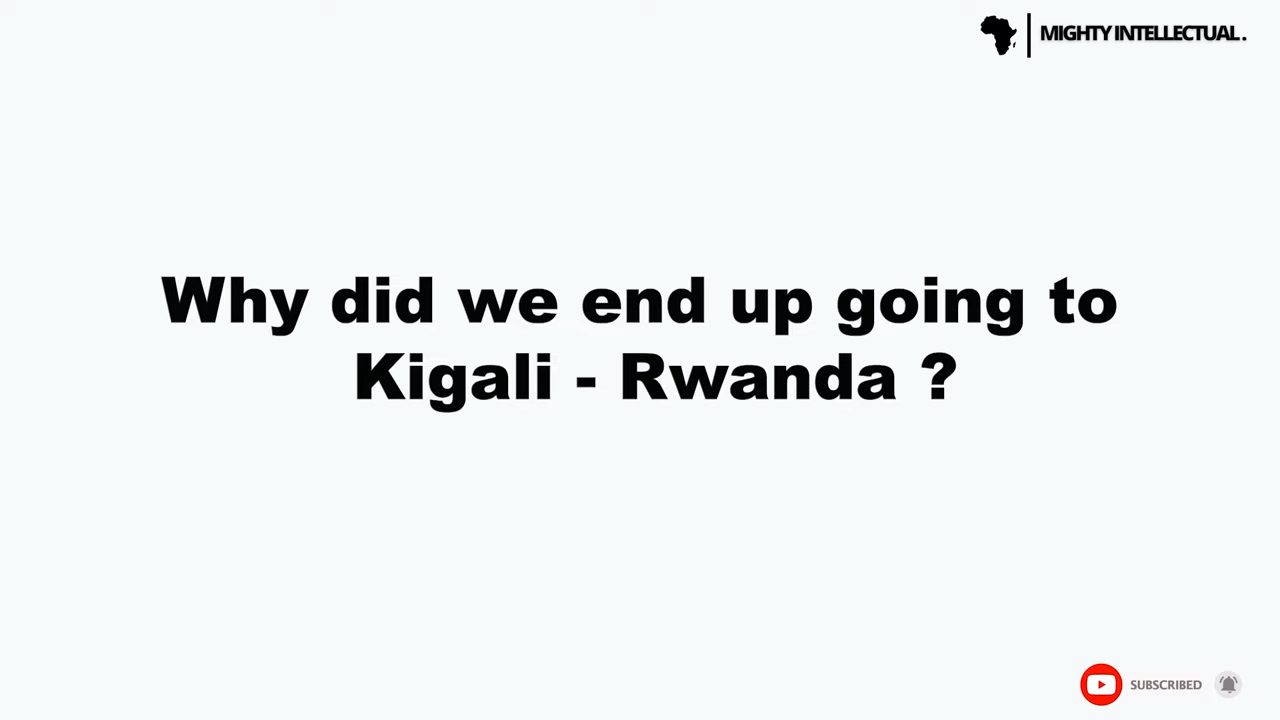 MIGHTY INTELLECTUAL.
Why did we end up going to
Kigali - Rwanda ?
SUBSCRIBED